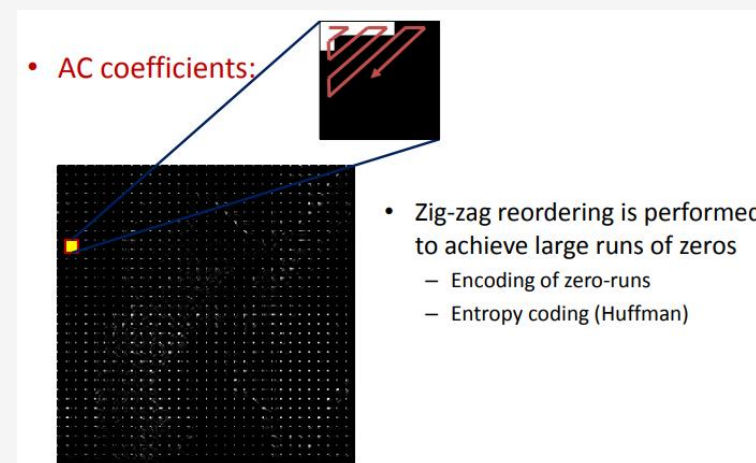 • AC coefficients:
• Zig-zag reordering is performed
to achieve large runs of zeros
– Encoding of zero-runs
– Entropy coding (Huffman)